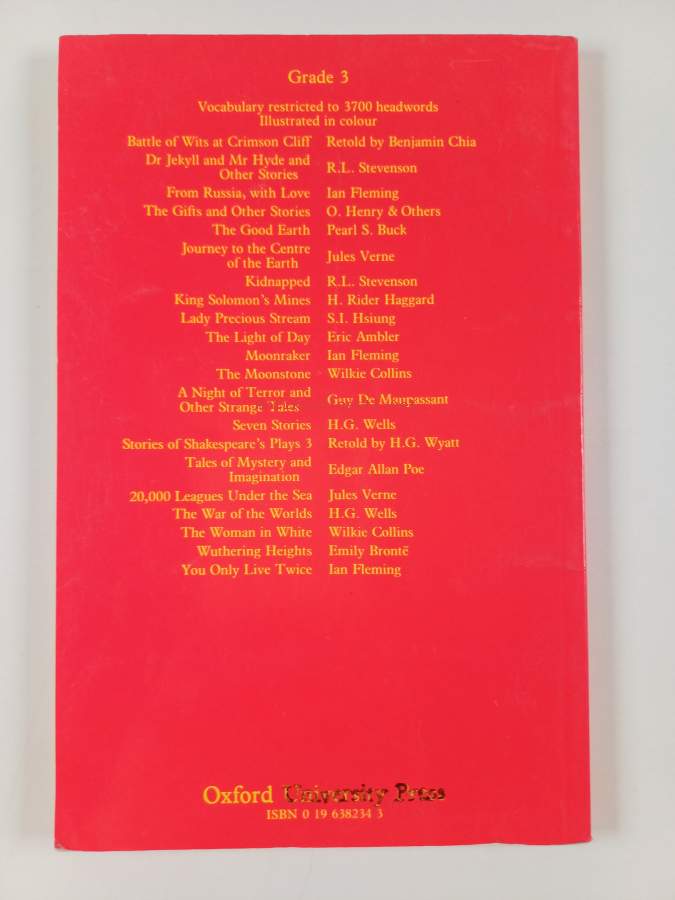 Grade 3
Vocabulary restricted to 3700 headwords
Illustrated in colour
Battle of Wits at Crimson Cliff Retold by Benjamin Chia
Dr Jekyll and Mr Hyde and
Other Stories R.L. Stevenson
From Russia, with Love Ian Fleming
The Gifts and Other Stories O. Henry & Others
The Good Earth Pearl S. Buck
Journey to the Centre
of the Earth Jules Verne
Kidnapped R.L. Stevenson
King Solomon's Mines H. Rider Haggard
Lady Precious Stream S.I. Hsiung
The Light of Day Eric Ambler
Moonraker Ian Fleming
The Moonstone Wilkie Collins
A Night of Terror and
Other Strange Tales Guy De Maupassant
Seven Stories H.G. Wells
Stories of Shakespeare's Plays 3 Retold by H.G. Wyatt
Tales of Mystery and
Imagination Edgar Allan Poe
20,000 Leagues Under the Sea Jules Verne
The War of the Worlds H.G. Wells
The Woman in White Wilkie Collins
Wuthering Heights Emily Brontë
You Only Live Twice Ian Fleming
Oxford University Press
ISBN 0 19 638234 3